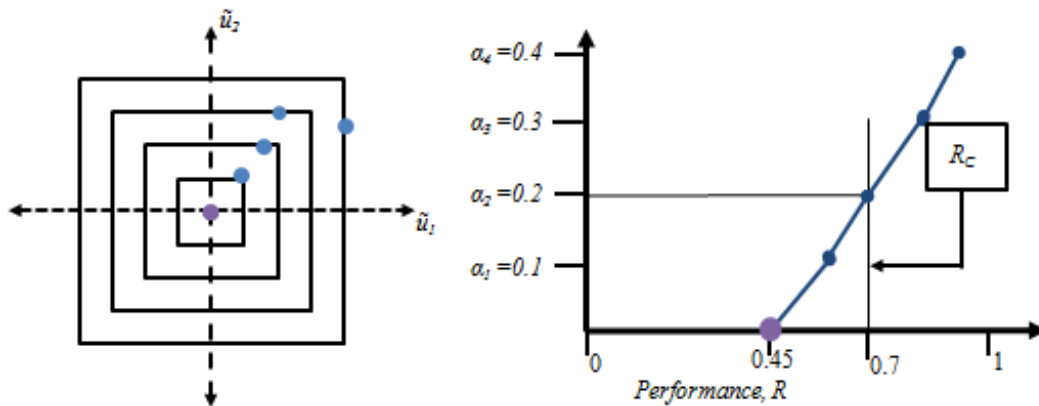 ũ₂
ũ₁
α₄ =0.4
α₃ =0.3
α₂ =0.2
α₁ =0.1
R⊂
0
0.45
0.7
1
Performance, R